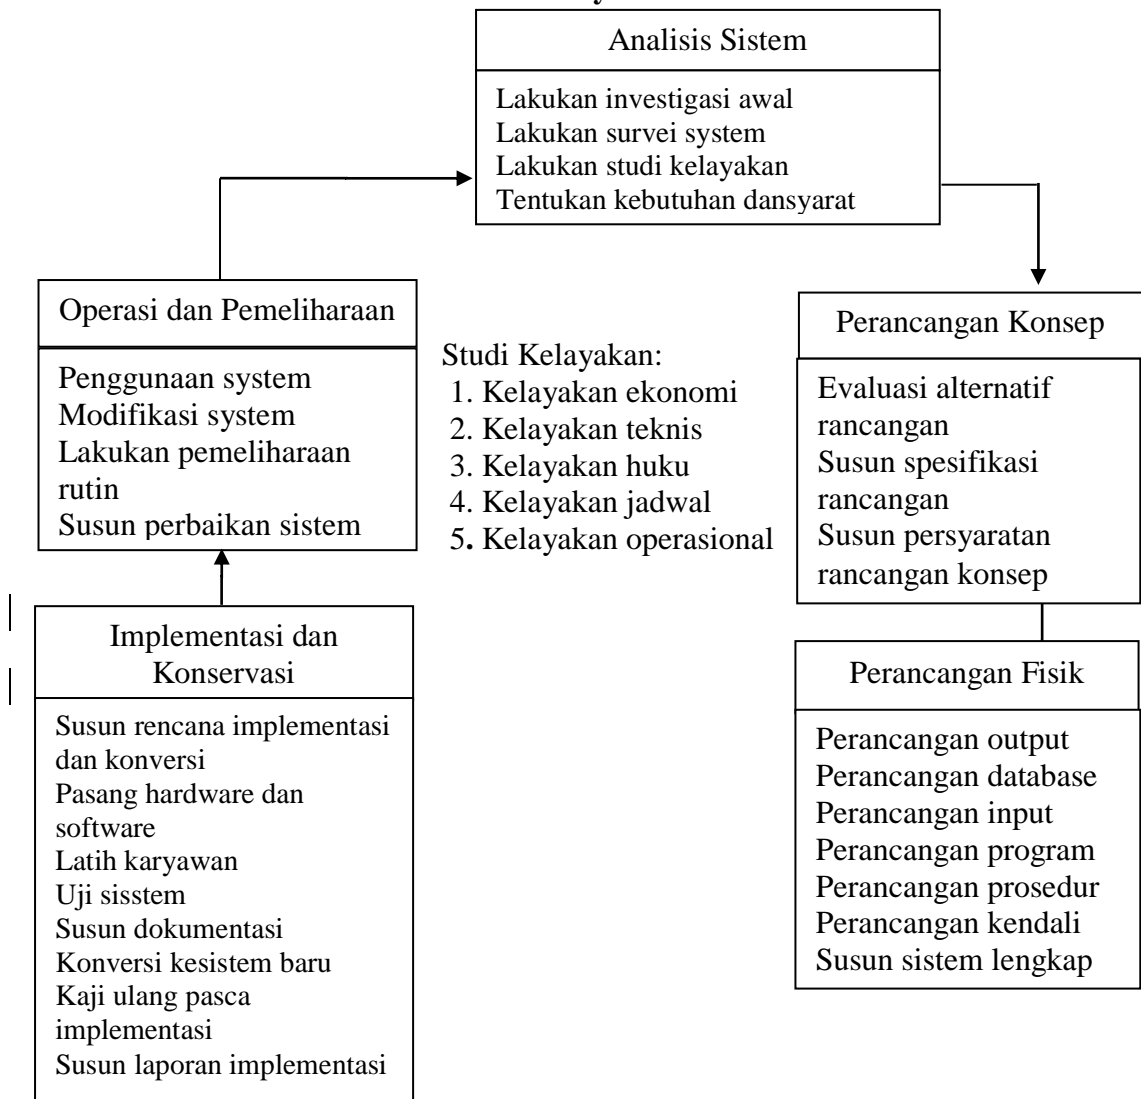 Analisis Sistem
Lakukan investigasi awal
Lakukan survei system
Lakukan studi kelayakan
Tentukan kebutuhan dansyarat
Operasi dan Pemeliharaan
Penggunaan system
Modifikasi system
Lakukan pemeliharaan
rutin
Susun perbaikan sistem
Studi Kelayakan:
1. Kelayakan ekonomi
2. Kelayakan teknis
3. Kelayakan huku
4. Kelayakan jadwal
5. Kelayakan operasional
Perancangan Konsep
Evaluasi alternatif
rancangan
Susun spesifikasi
rancangan
Susun persyaratan
rancangan konsep
Implementasi dan
Konservasi
Susun rencana implementasi
dan konversi
Pasang hardware dan
software
Latih karyawan
Uji sisstem
Susun dokumentasi
Konversi kesistem baru
Kaji ulang pasca
implementasi
Susun laporan implementasi
Perancangan Fisik
Perancangan output
Perancangan database
Perancangan input
Perancangan program
Perancangan prosedur
Perancangan kendali
Susun sistem lengkap